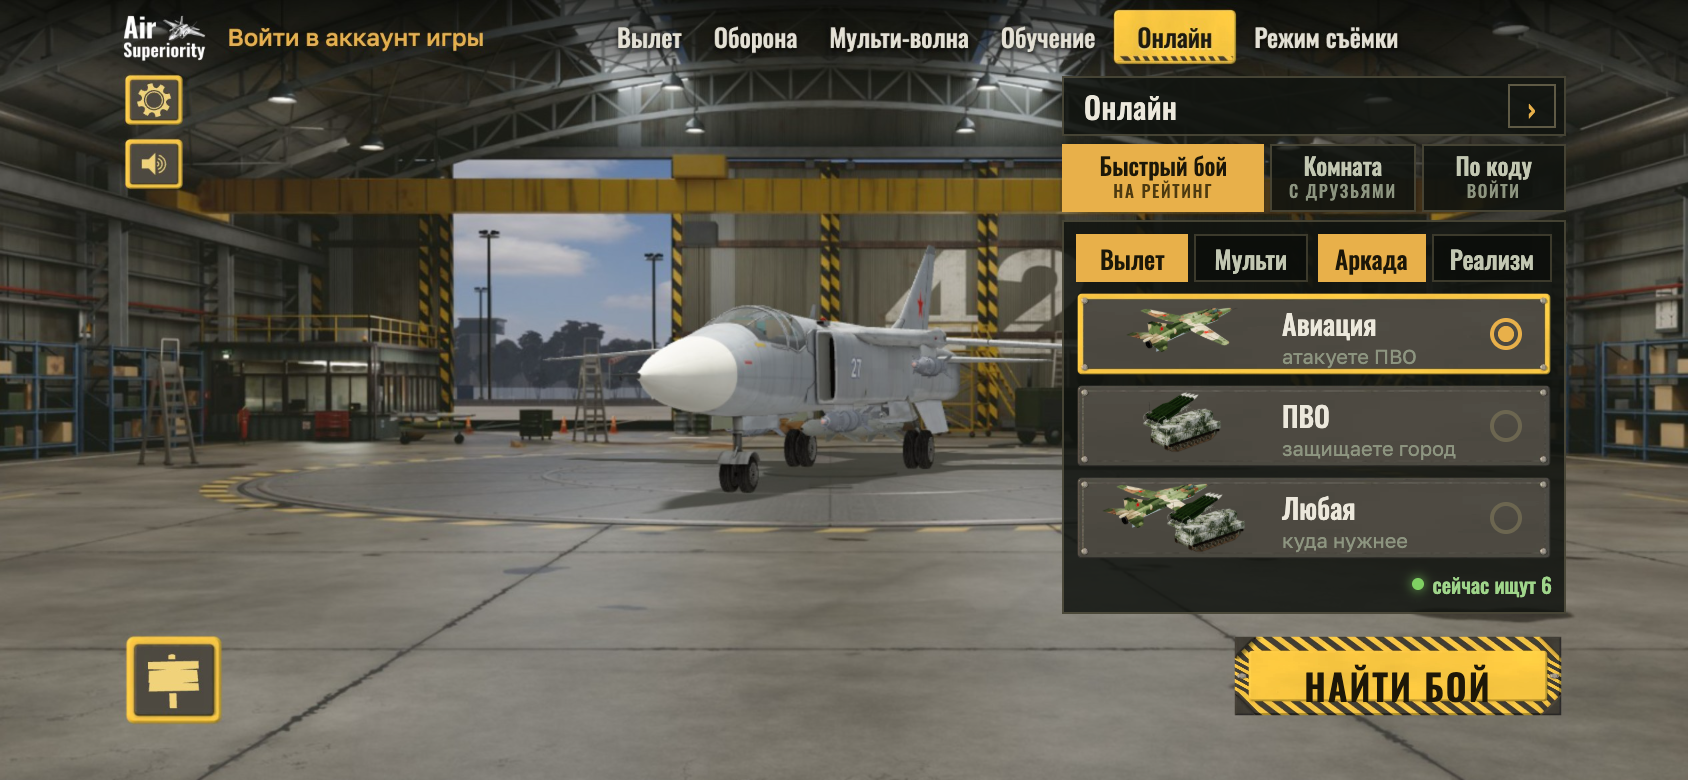 Air
Superiority
Войти в аккаунт игры
Вылет
Оборона
Мульти-волна
Обучение
Онлайн
Режим съёмки
Онлайн
›
Быстрый бой
НА РЕЙТИНГ
Комната
С ДРУЗЬЯМИ
По коду
ВОЙТИ
Вылет
Мульти
Аркада
Реализм
Авиация
атакуете ПВО
ПВО
защищаете город
Любая
куда нужнее
сейчас ищут 6
42
27
НАЙТИ БОЙ